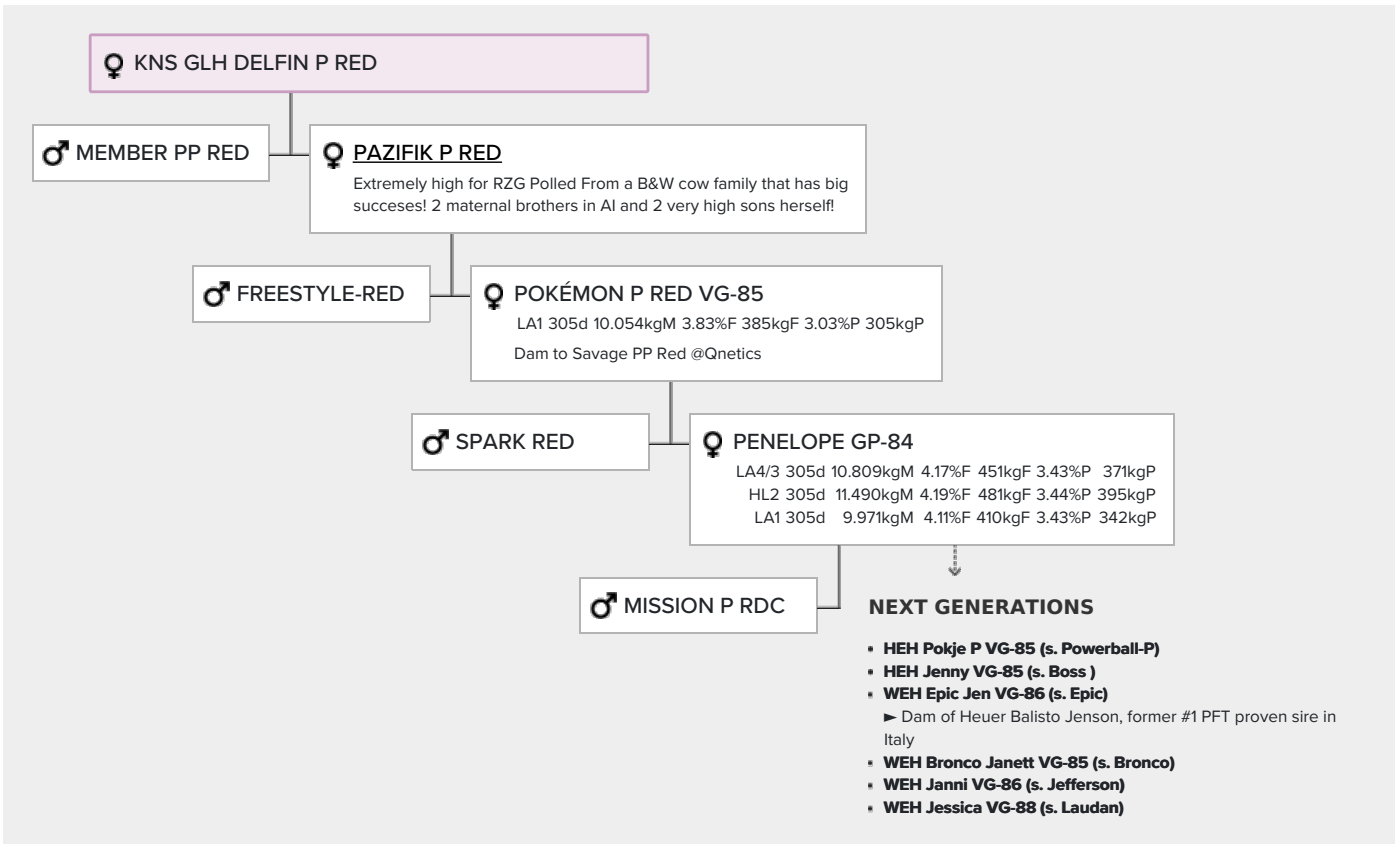 KNS GLH DELFIN P RED
MEMBER PP RED
PAZIFIK P RED
Extremely high for RZG Polled From a B&W cow family that has big
succeses! 2 maternal brothers in AI and 2 very high sons herself!
FREESTYLE-RED
POKÉMON P RED VG-85
LA1 305d 10.054kgM 3.83%F 385kgF 3.03%P 305kgP
Dam to Savage PP Red @Qnetics
SPARK RED
PENELOPE GP-84
LA4/3 305d 10.809kgM 4.17%F 451kgF 3.43%P 371kgP
HL2 305d 11.490kgM 4.19%F 481kgF 3.44%P 395kgP
LA1 305d 9.971kgM 4.11%F 410kgF 3.43%P 342kgP
MISSION P RDC
NEXT GENERATIONS
▪ HEH Pokje P VG-85 (s. Powerball-P)
▪ HEH Jenny VG-85 (s. Boss )
▪ WEH Epic Jen VG-86 (s. Epic)
► Dam of Heuer Balisto Jenson, former #1 PFT proven sire in
Italy
▪ WEH Bronco Janett VG-85 (s. Bronco)
▪ WEH Janni VG-86 (s. Jefferson)
▪ WEH Jessica VG-88 (s. Laudan)